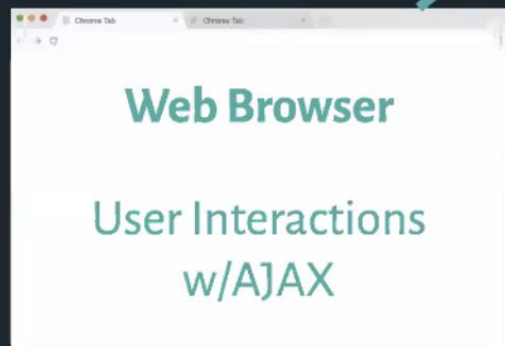 Chrome Tab
Chrome Tab
Web Browser
User Interactions
w/AJAX